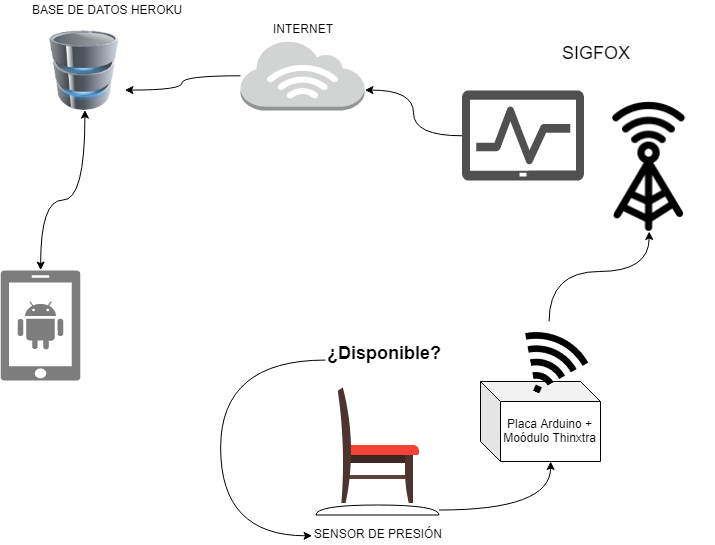 BASE DE DATOS HEROKU
INTERNET
SIGFOX
¿Disponible?
Placa Arduino +
Moódulo Thinxtra
SENSOR DE PRESIÓN